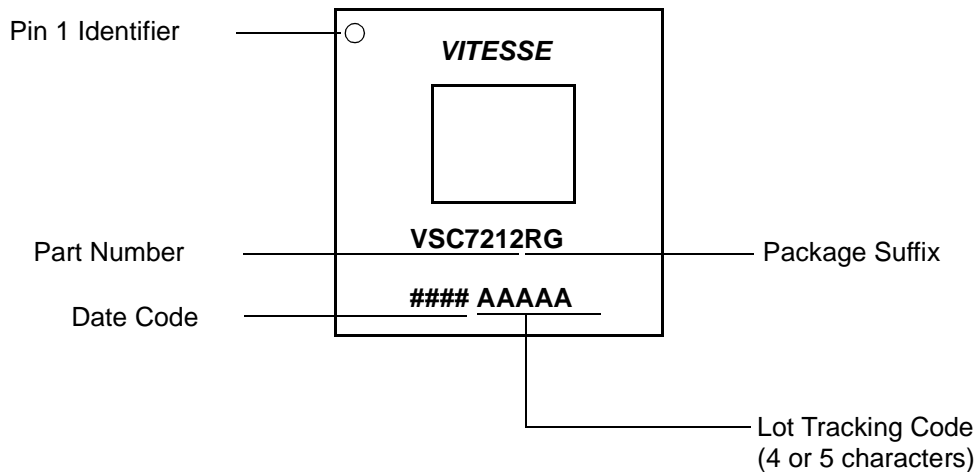 Pin 1 Identifier
VITESSE
VSC7212RG
Part Number
Package Suffix
#### AAAAA
Date Code
Lot Tracking Code
(4 or 5 characters)